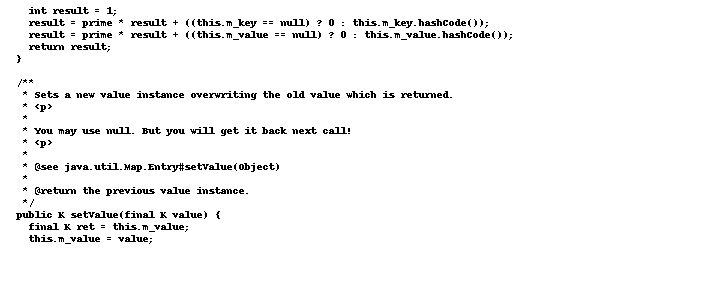 int result = 1;
    result = prime * result + ((this.m_key == null) ? 0 : this.m_key.hashCode());
    result = prime * result + ((this.m_value == null) ? 0 : this.m_value.hashCode());
    return result;
  }

  /**
   * Sets a new value instance overwriting the old value which is returned.
   * <p>
   *
   * You may use null. But you will get it back next call!
   * <p>
   *
   * @see java.util.Map.Entry#setValue(Object)
   *
   * @return the previous value instance.
   */
  public K setValue(final K value) {
    final K ret = this.m_value;
    this.m_value = value;